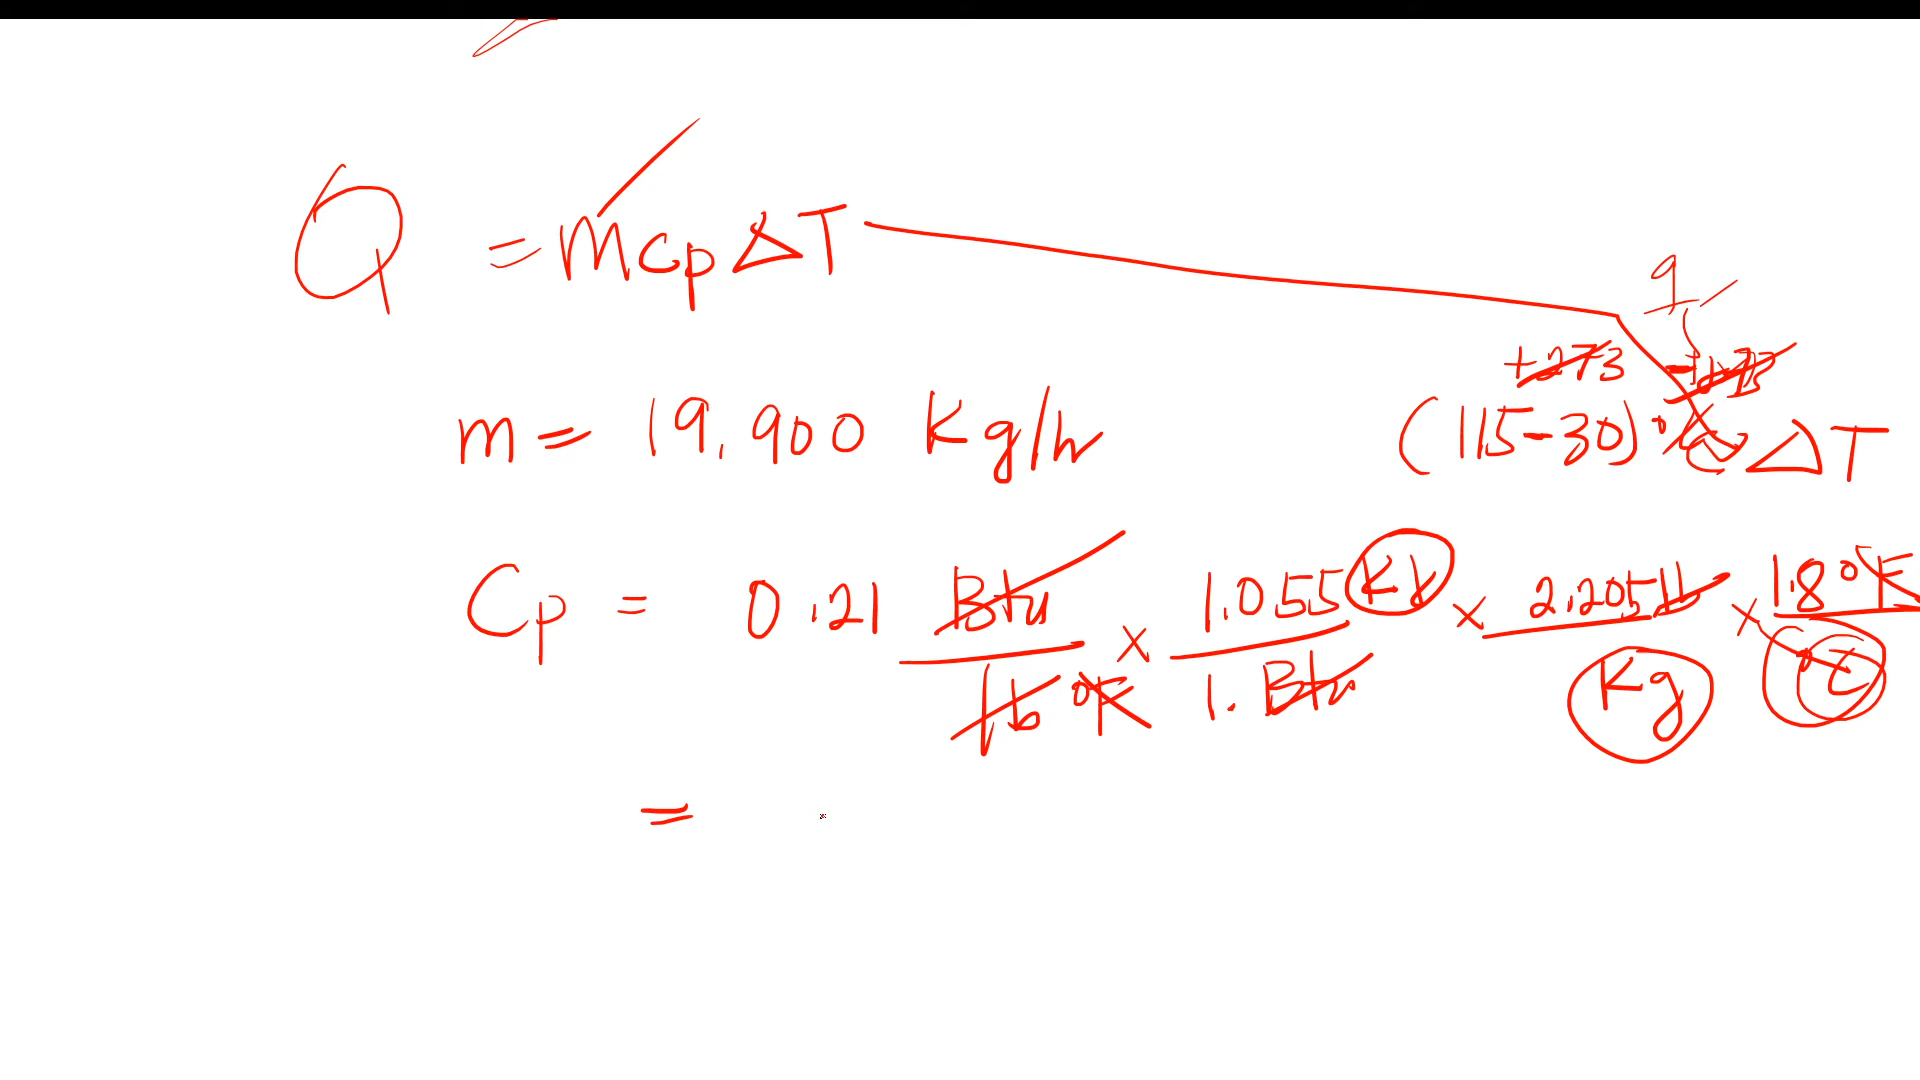 Q = mCpΔT
+273
m = 19,900 Kg/h (115-30)°C ΔT
Cp = 0.21 Btu/lb °F × 1.055 KJ/1. Btu × 2.205 lb/Kg × 1.8 °F/°C
=